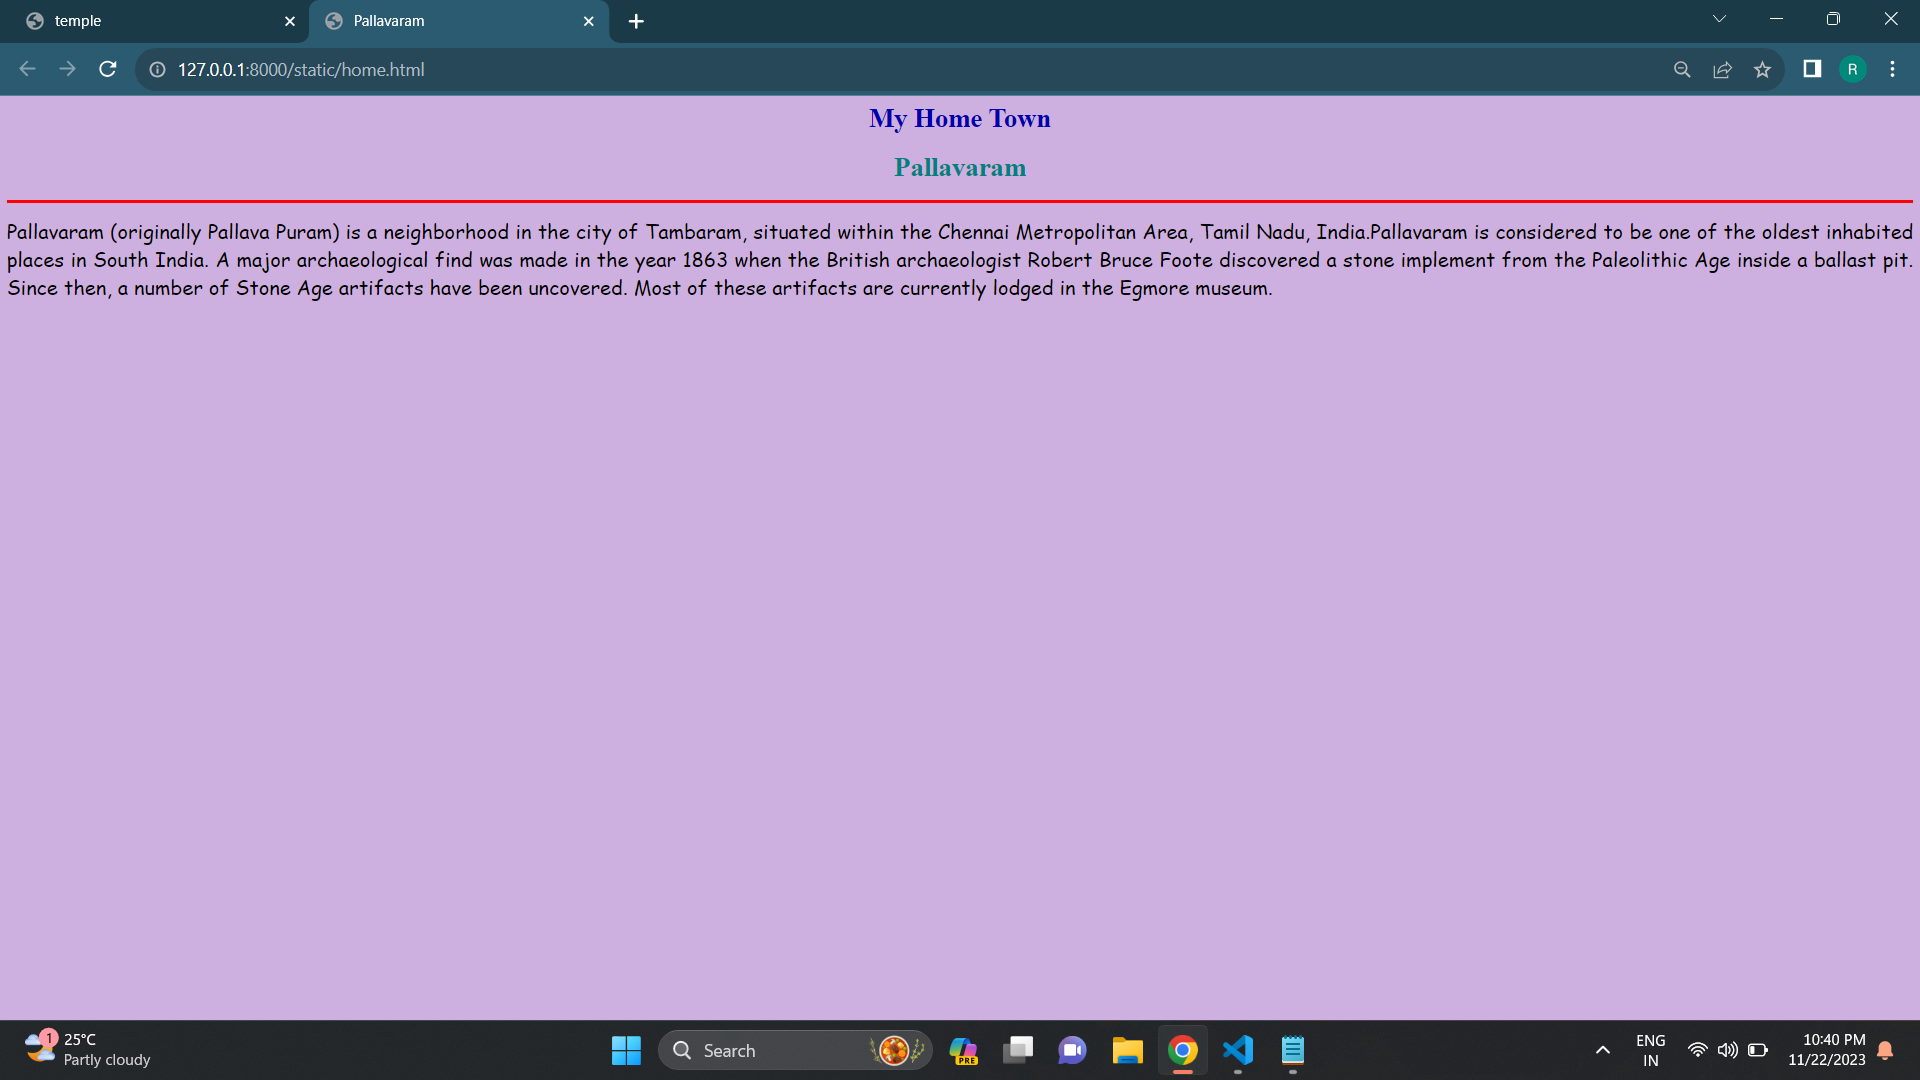 temple
Pallavaram
127.0.0.1:8000/static/home.html
R
My Home Town
Pallavaram
Pallavaram (originally Pallava Puram) is a neighborhood in the city of Tambaram, situated within the Chennai Metropolitan Area, Tamil Nadu, India.Pallavaram is considered to be one of the oldest inhabited
places in South India. A major archaeological find was made in the year 1863 when the British archaeologist Robert Bruce Foote discovered a stone implement from the Paleolithic Age inside a ballast pit.
Since then, a number of Stone Age artifacts have been uncovered. Most of these artifacts are currently lodged in the Egmore museum.
1
25°C
Partly cloudy
Search
PRE
ENG
IN
10:40 PM
11/22/2023